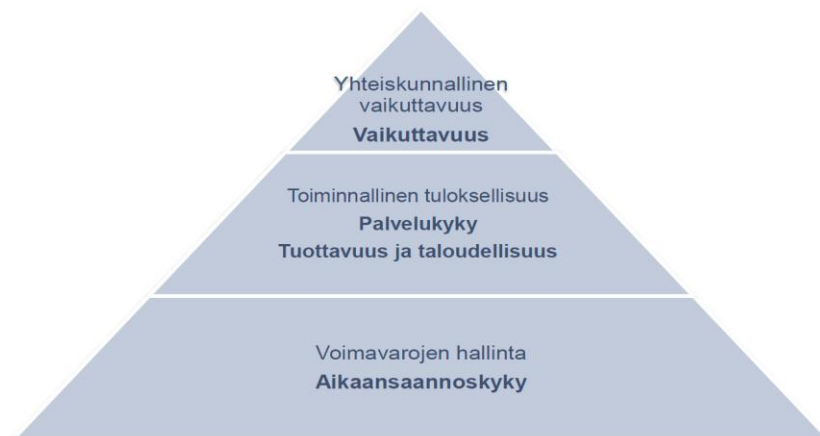 Yhteiskunnallinen
vaikuttavuus
Vaikuttavuus
Toiminnallinen tuloksellisuus
Palvelukyky
Tuottavuus ja taloudellisuus
Voimavarojen hallinta
Aikaansaannoskyky